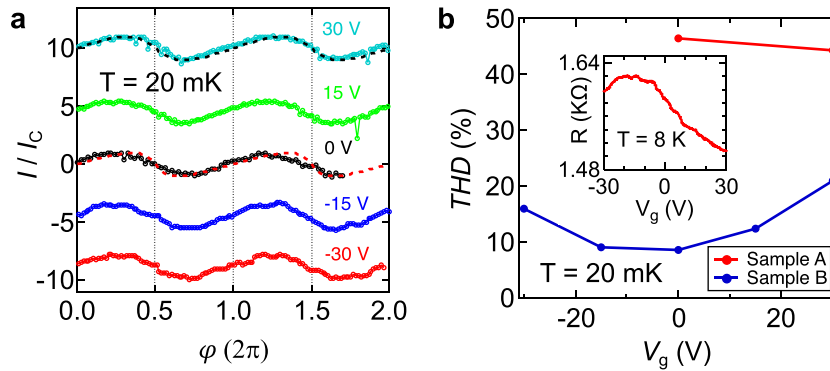 a
30 V
T = 20 mK
15 V
0 V
-15 V
-30 V
10
5
0
-5
-10
I / I_C
0.0 0.5 1.0 1.5 2.0
φ (2π)
b
50
40
30
20
10
0
THD (%)
1.64
1.48
R (KΩ)
T = 8 K
-30 0 30
V_g (V)
T = 20 mK
Sample A
Sample B
-20 0 20
V_g (V)